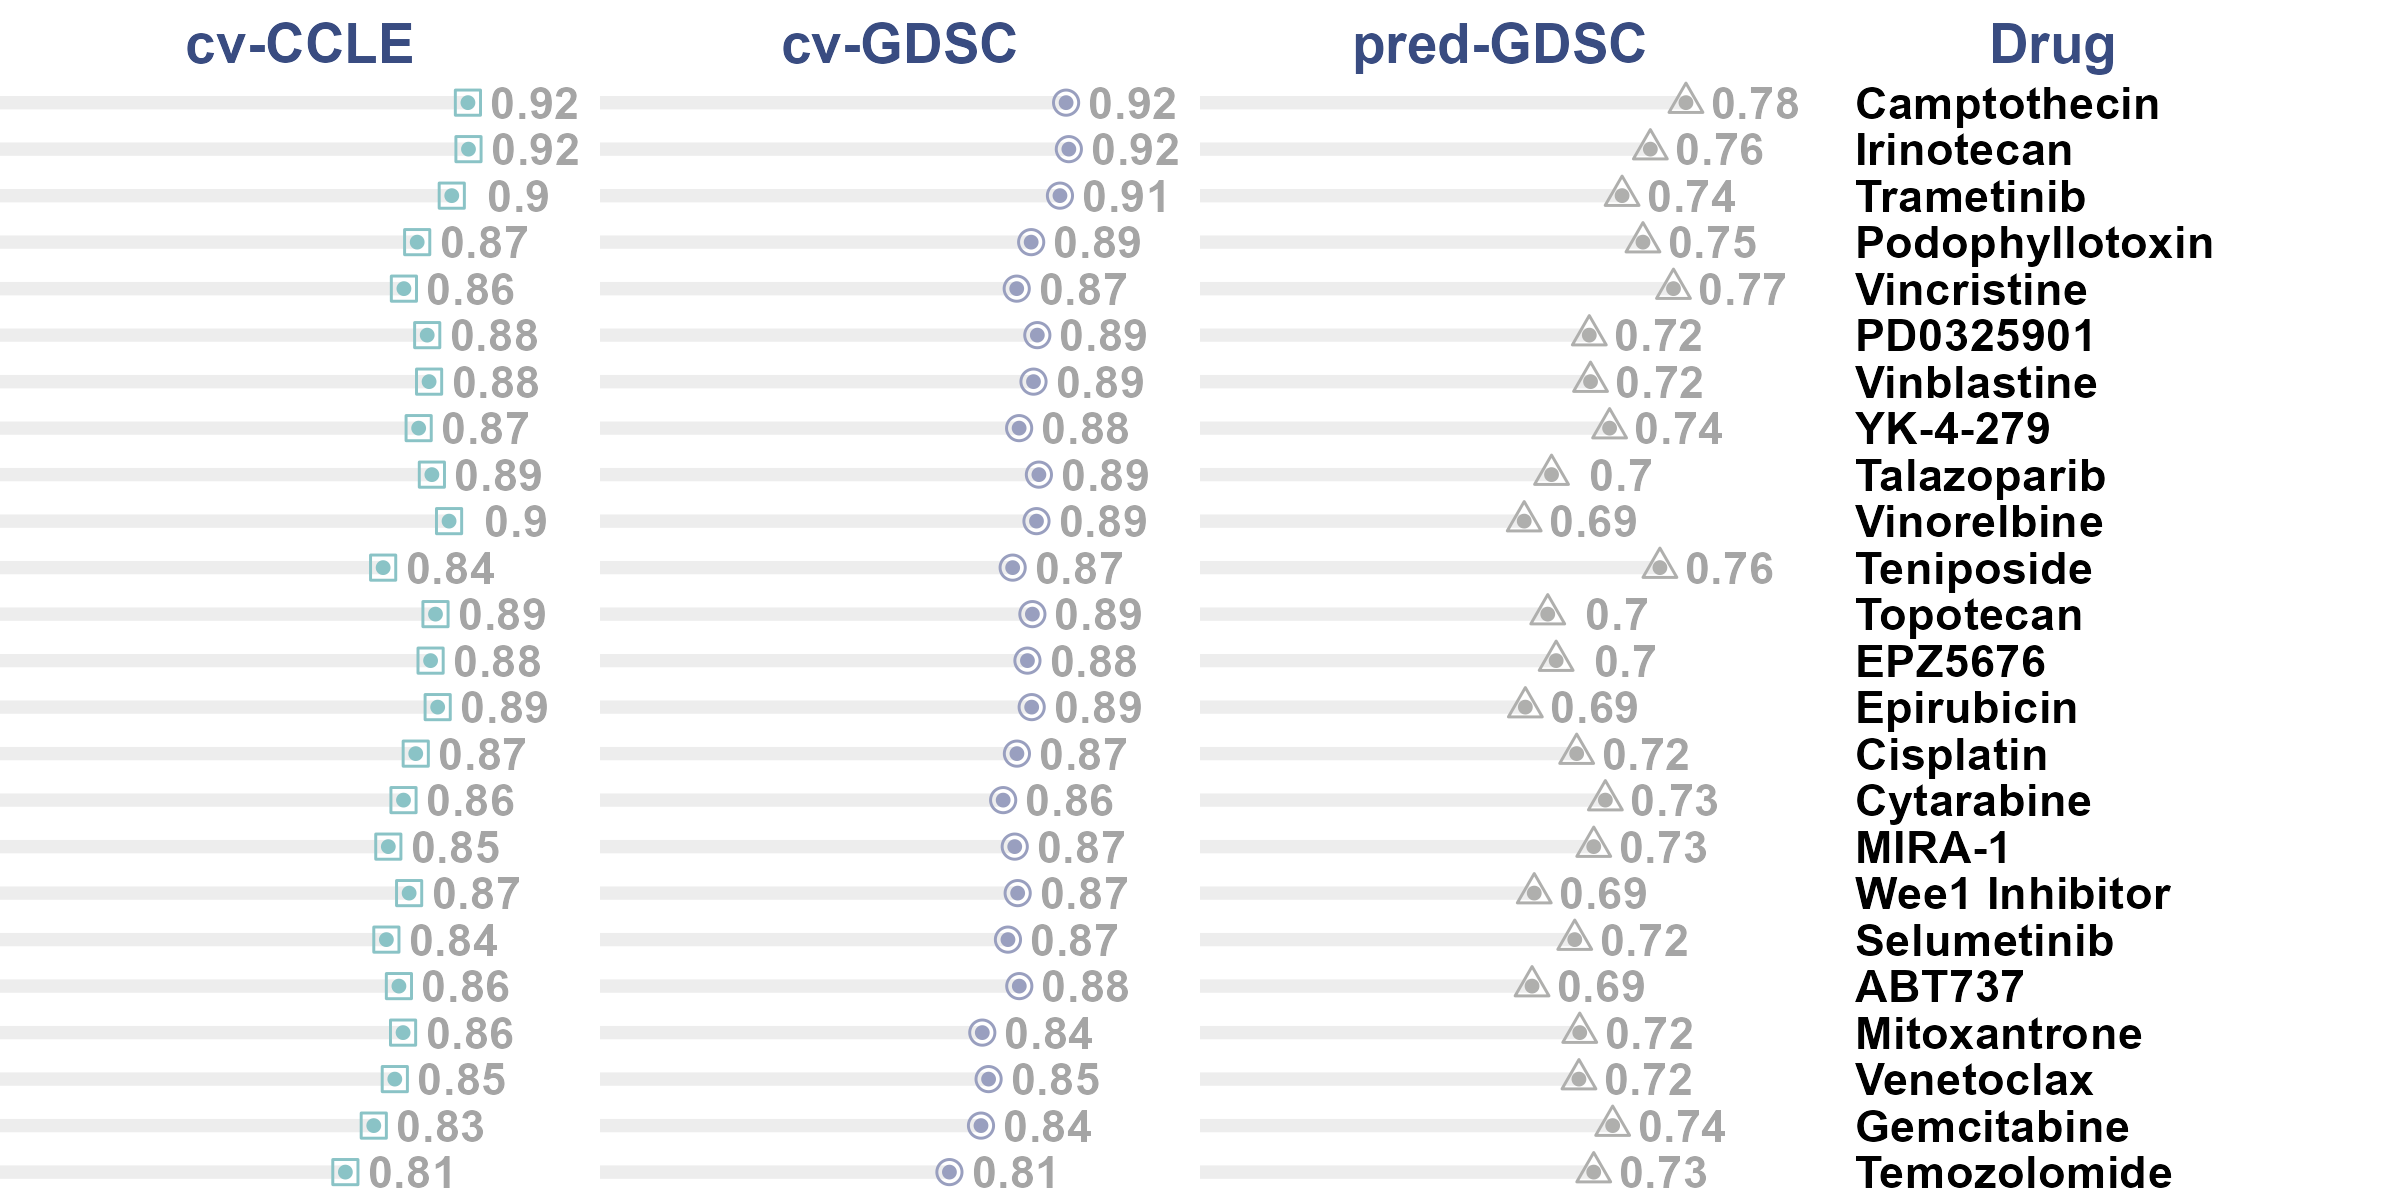 cv-CCLE cv-GDSC pred-GDSC Drug
0.92 0.92 0.78 Camptothecin
0.92 0.92 0.76 Irinotecan
0.9 0.91 0.74 Trametinib
0.87 0.89 0.75 Podophyllotoxin
0.86 0.87 0.77 Vincristine
0.88 0.89 0.72 PD0325901
0.88 0.89 0.72 Vinblastine
0.87 0.88 0.74 YK-4-279
0.89 0.89 0.7 Talazoparib
0.9 0.89 0.69 Vinorelbine
0.84 0.87 0.76 Teniposide
0.89 0.89 0.7 Topotecan
0.88 0.88 0.7 EPZ5676
0.89 0.89 0.69 Epirubicin
0.87 0.87 0.72 Cisplatin
0.86 0.86 0.73 Cytarabine
0.85 0.87 0.73 MIRA-1
0.87 0.87 0.69 Wee1 Inhibitor
0.84 0.87 0.72 Selumetinib
0.86 0.88 0.69 ABT737
0.86 0.84 0.72 Mitoxantrone
0.85 0.85 0.72 Venetoclax
0.83 0.84 0.74 Gemcitabine
0.81 0.81 0.73 Temozolomide